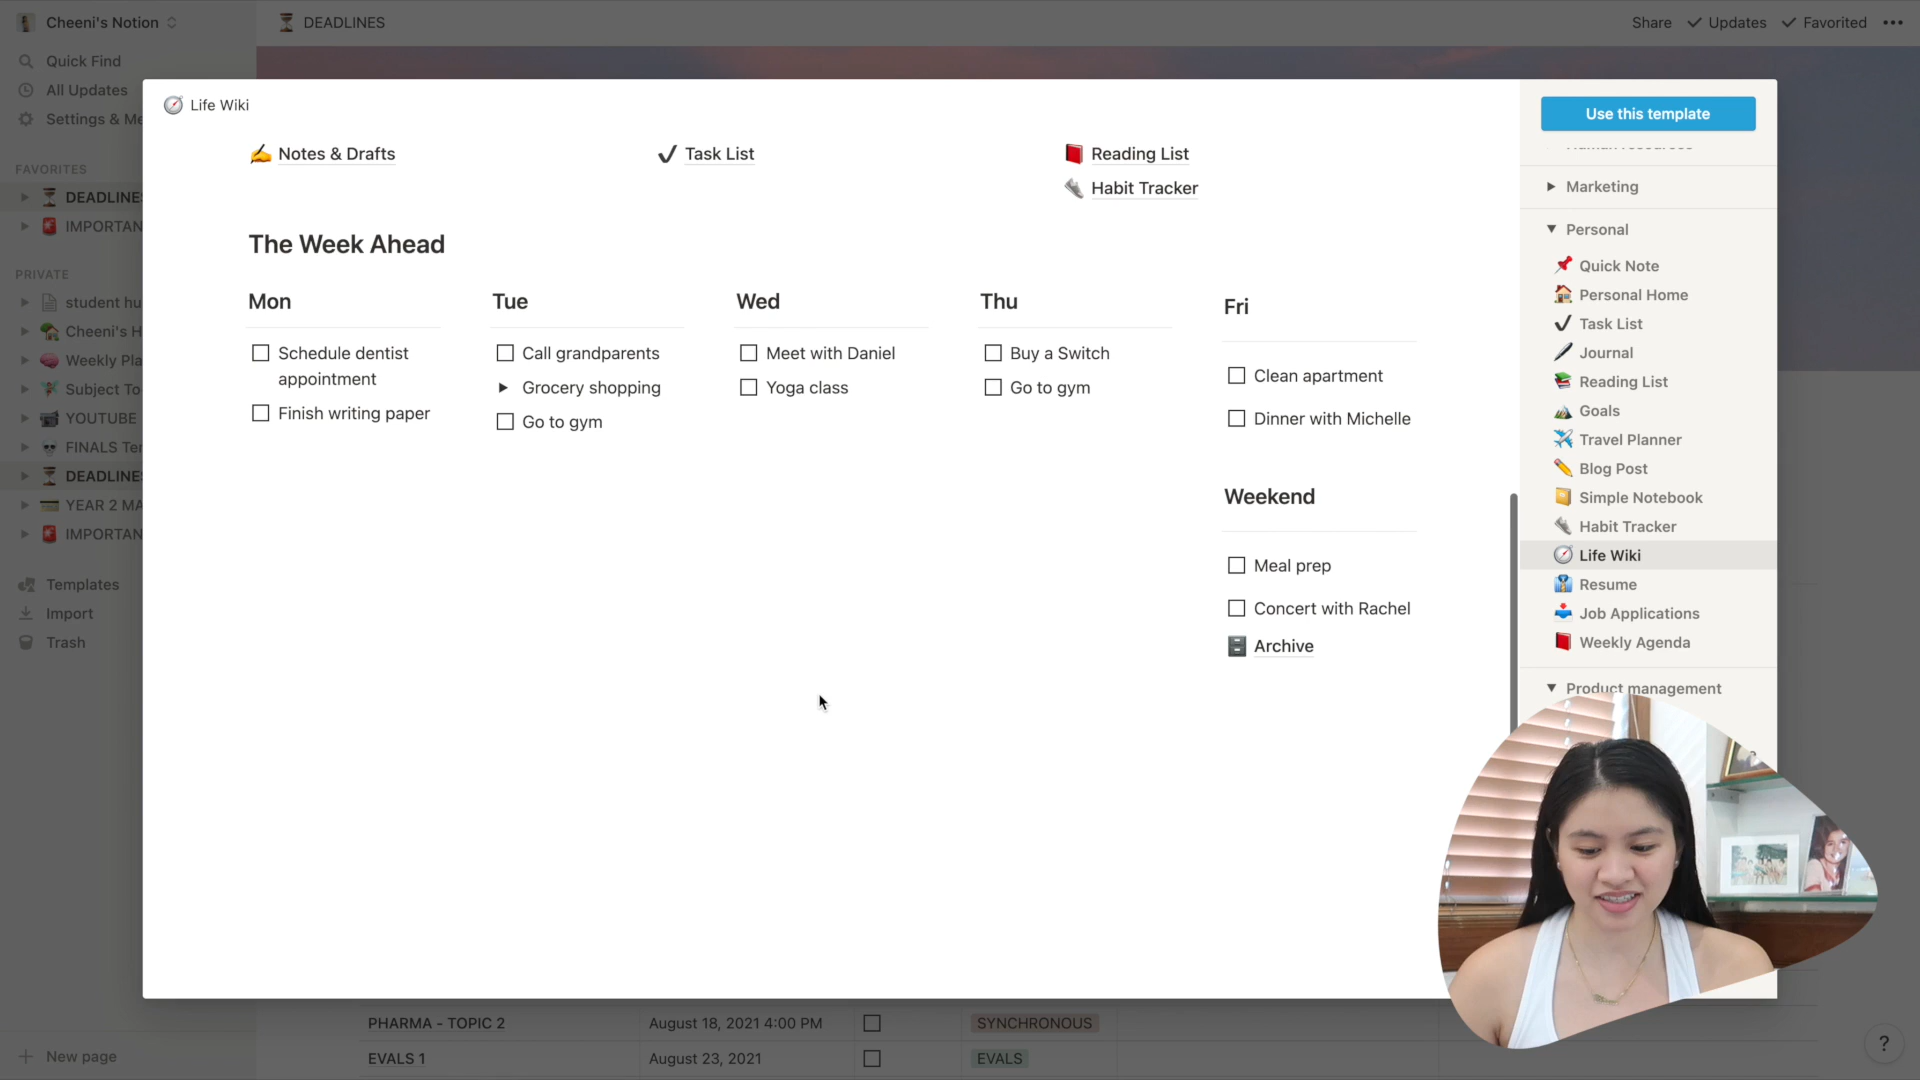 Cheeni's Notion
DEADLINES
Share
Updates
Favorited
Quick Find
All Updates
Settings & Me
FAVORITES
DEADLINES
IMPORTAN
PRIVATE
student hu
Cheeni's H
Weekly Pla
Subject To
YOUTUBE
FINALS Te
DEADLINES
YEAR 2 MA
IMPORTAN
Templates
Import
Trash
New page
Life Wiki
Notes & Drafts
Task List
Reading List
Habit Tracker
The Week Ahead
Mon
Schedule dentist
appointment
Finish writing paper
Tue
Call grandparents
Grocery shopping
Go to gym
Wed
Meet with Daniel
Yoga class
Thu
Buy a Switch
Go to gym
Fri
Clean apartment
Dinner with Michelle
Weekend
Meal prep
Concert with Rachel
Archive
Use this template
Marketing
Personal
Quick Note
Personal Home
Task List
Journal
Reading List
Goals
Travel Planner
Blog Post
Simple Notebook
Habit Tracker
Life Wiki
Resume
Job Applications
Weekly Agenda
Product management
PHARMA - TOPIC 2
August 18, 2021 4:00 PM
SYNCHRONOUS
EVALS 1
August 23, 2021
EVALS
?